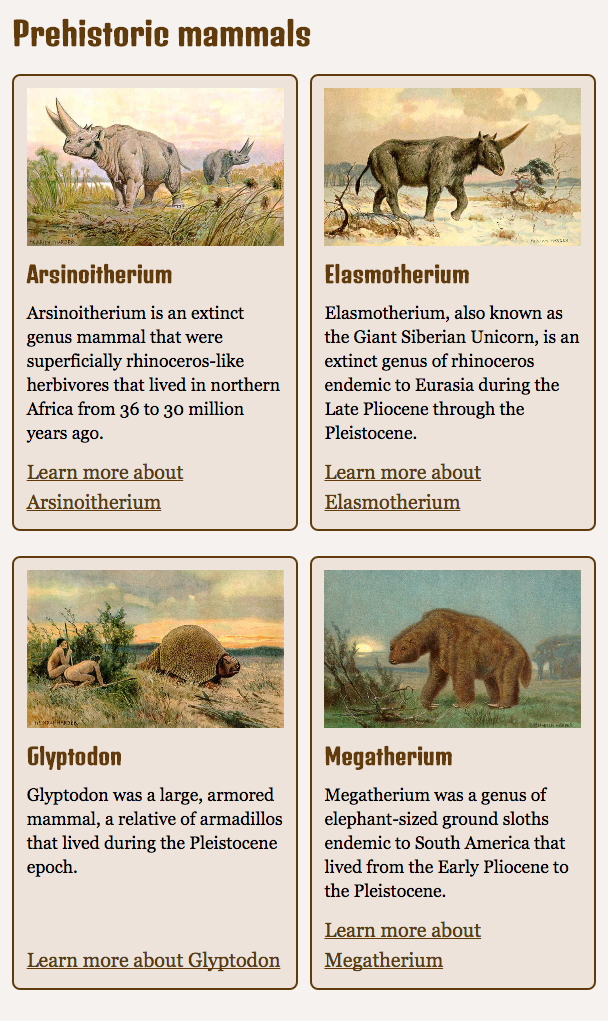 Prehistoric mammals
Arsinoitherium
Arsinoitherium is an extinct
genus mammal that were
superficially rhinoceros-like
herbivores that lived in northern
Africa from 36 to 30 million
years ago.
Learn more about
Arsinoitherium
Elasmotherium
Elasmotherium, also known as
the Giant Siberian Unicorn, is an
extinct genus of rhinoceros
endemic to Eurasia during the
Late Pliocene through the
Pleistocene.
Learn more about
Elasmotherium
HEINRICH HARDER
Glyptodon
Glyptodon was a large, armored
mammal, a relative of armadillos
that lived during the Pleistocene
epoch.
Learn more about Glyptodon
Megatherium
Megatherium was a genus of
elephant-sized ground sloths
endemic to South America that
lived from the Early Pliocene to
the Pleistocene.
Learn more about
Megatherium